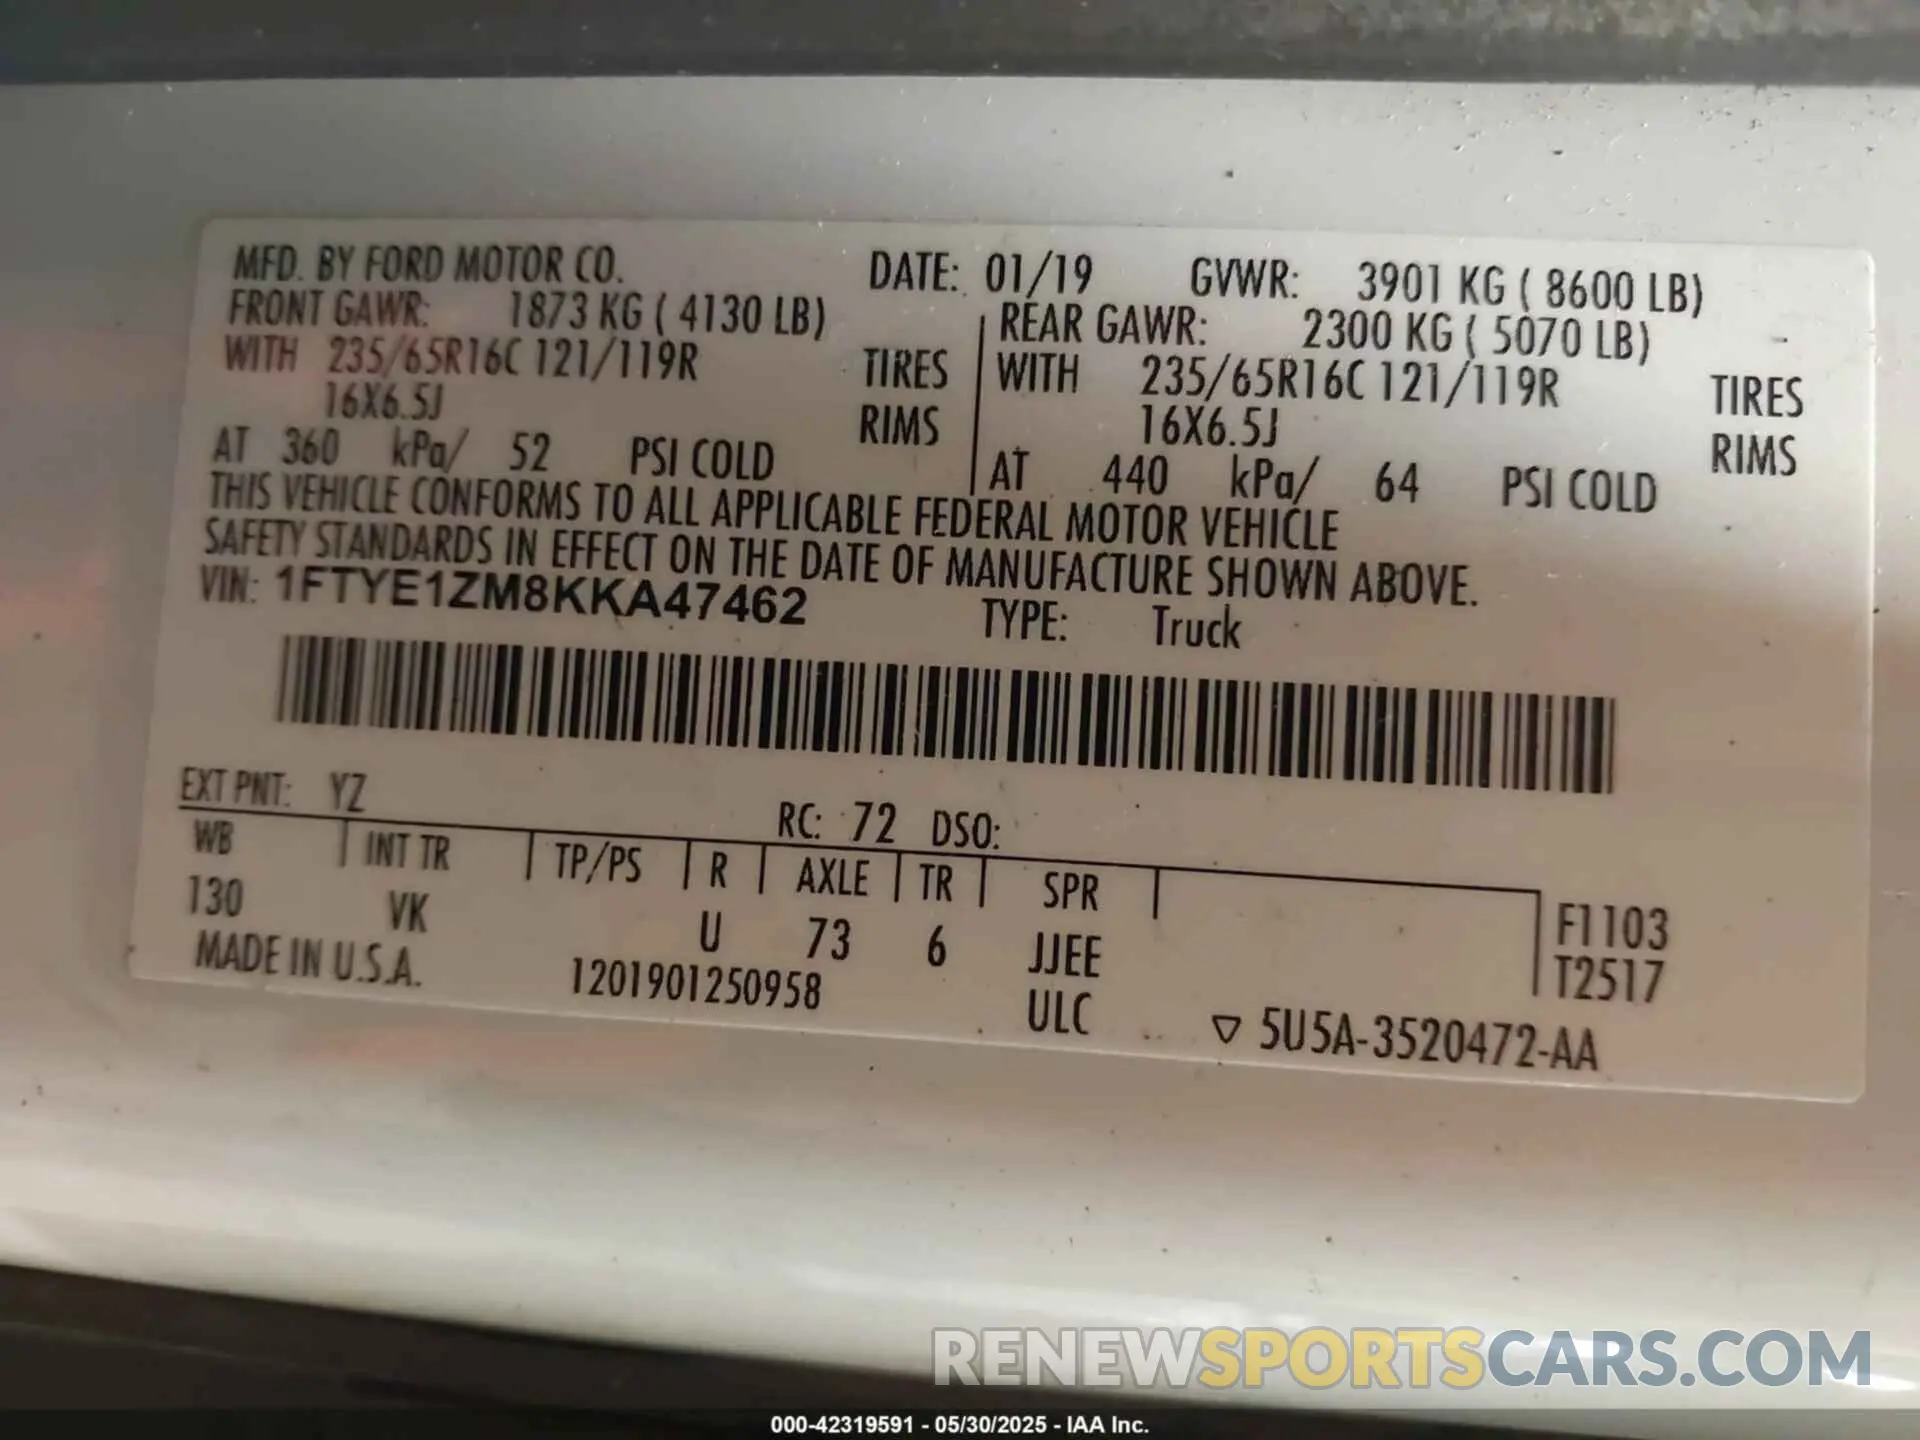 MFD. BY FORD MOTOR CO. DATE: 01/19 GVWR: 3901 KG ( 8600 LB)
FRONT GAWR: 1873 KG ( 4130 LB) REAR GAWR: 2300 KG ( 5070 LB)
WITH 235/65R16C 121/119R TIRES WITH 235/65R16C 121/119R TIRES
16X6.5J RIMS 16X6.5J RIMS
AT 360 kPa/ 52 PSI COLD AT 440 kPa/ 64 PSI COLD
THIS VEHICLE CONFORMS TO ALL APPLICABLE FEDERAL MOTOR VEHICLE
SAFETY STANDARDS IN EFFECT ON THE DATE OF MANUFACTURE SHOWN ABOVE.
VIN: 1FTYE1ZM8KKA47462 TYPE: Truck
EXT PNT: YZ RC: 72 DSO:
WB INT TR TP/PS R AXLE TR SPR
130 VK U 73 6 JJEE F1103
MADE IN U.S.A. 1201901250958 ULC T2517
▽ 5U5A-3520472-AA
RENEWSPORTSCARS.COM
000-42319591 - 05/30/2025 - IAA Inc.